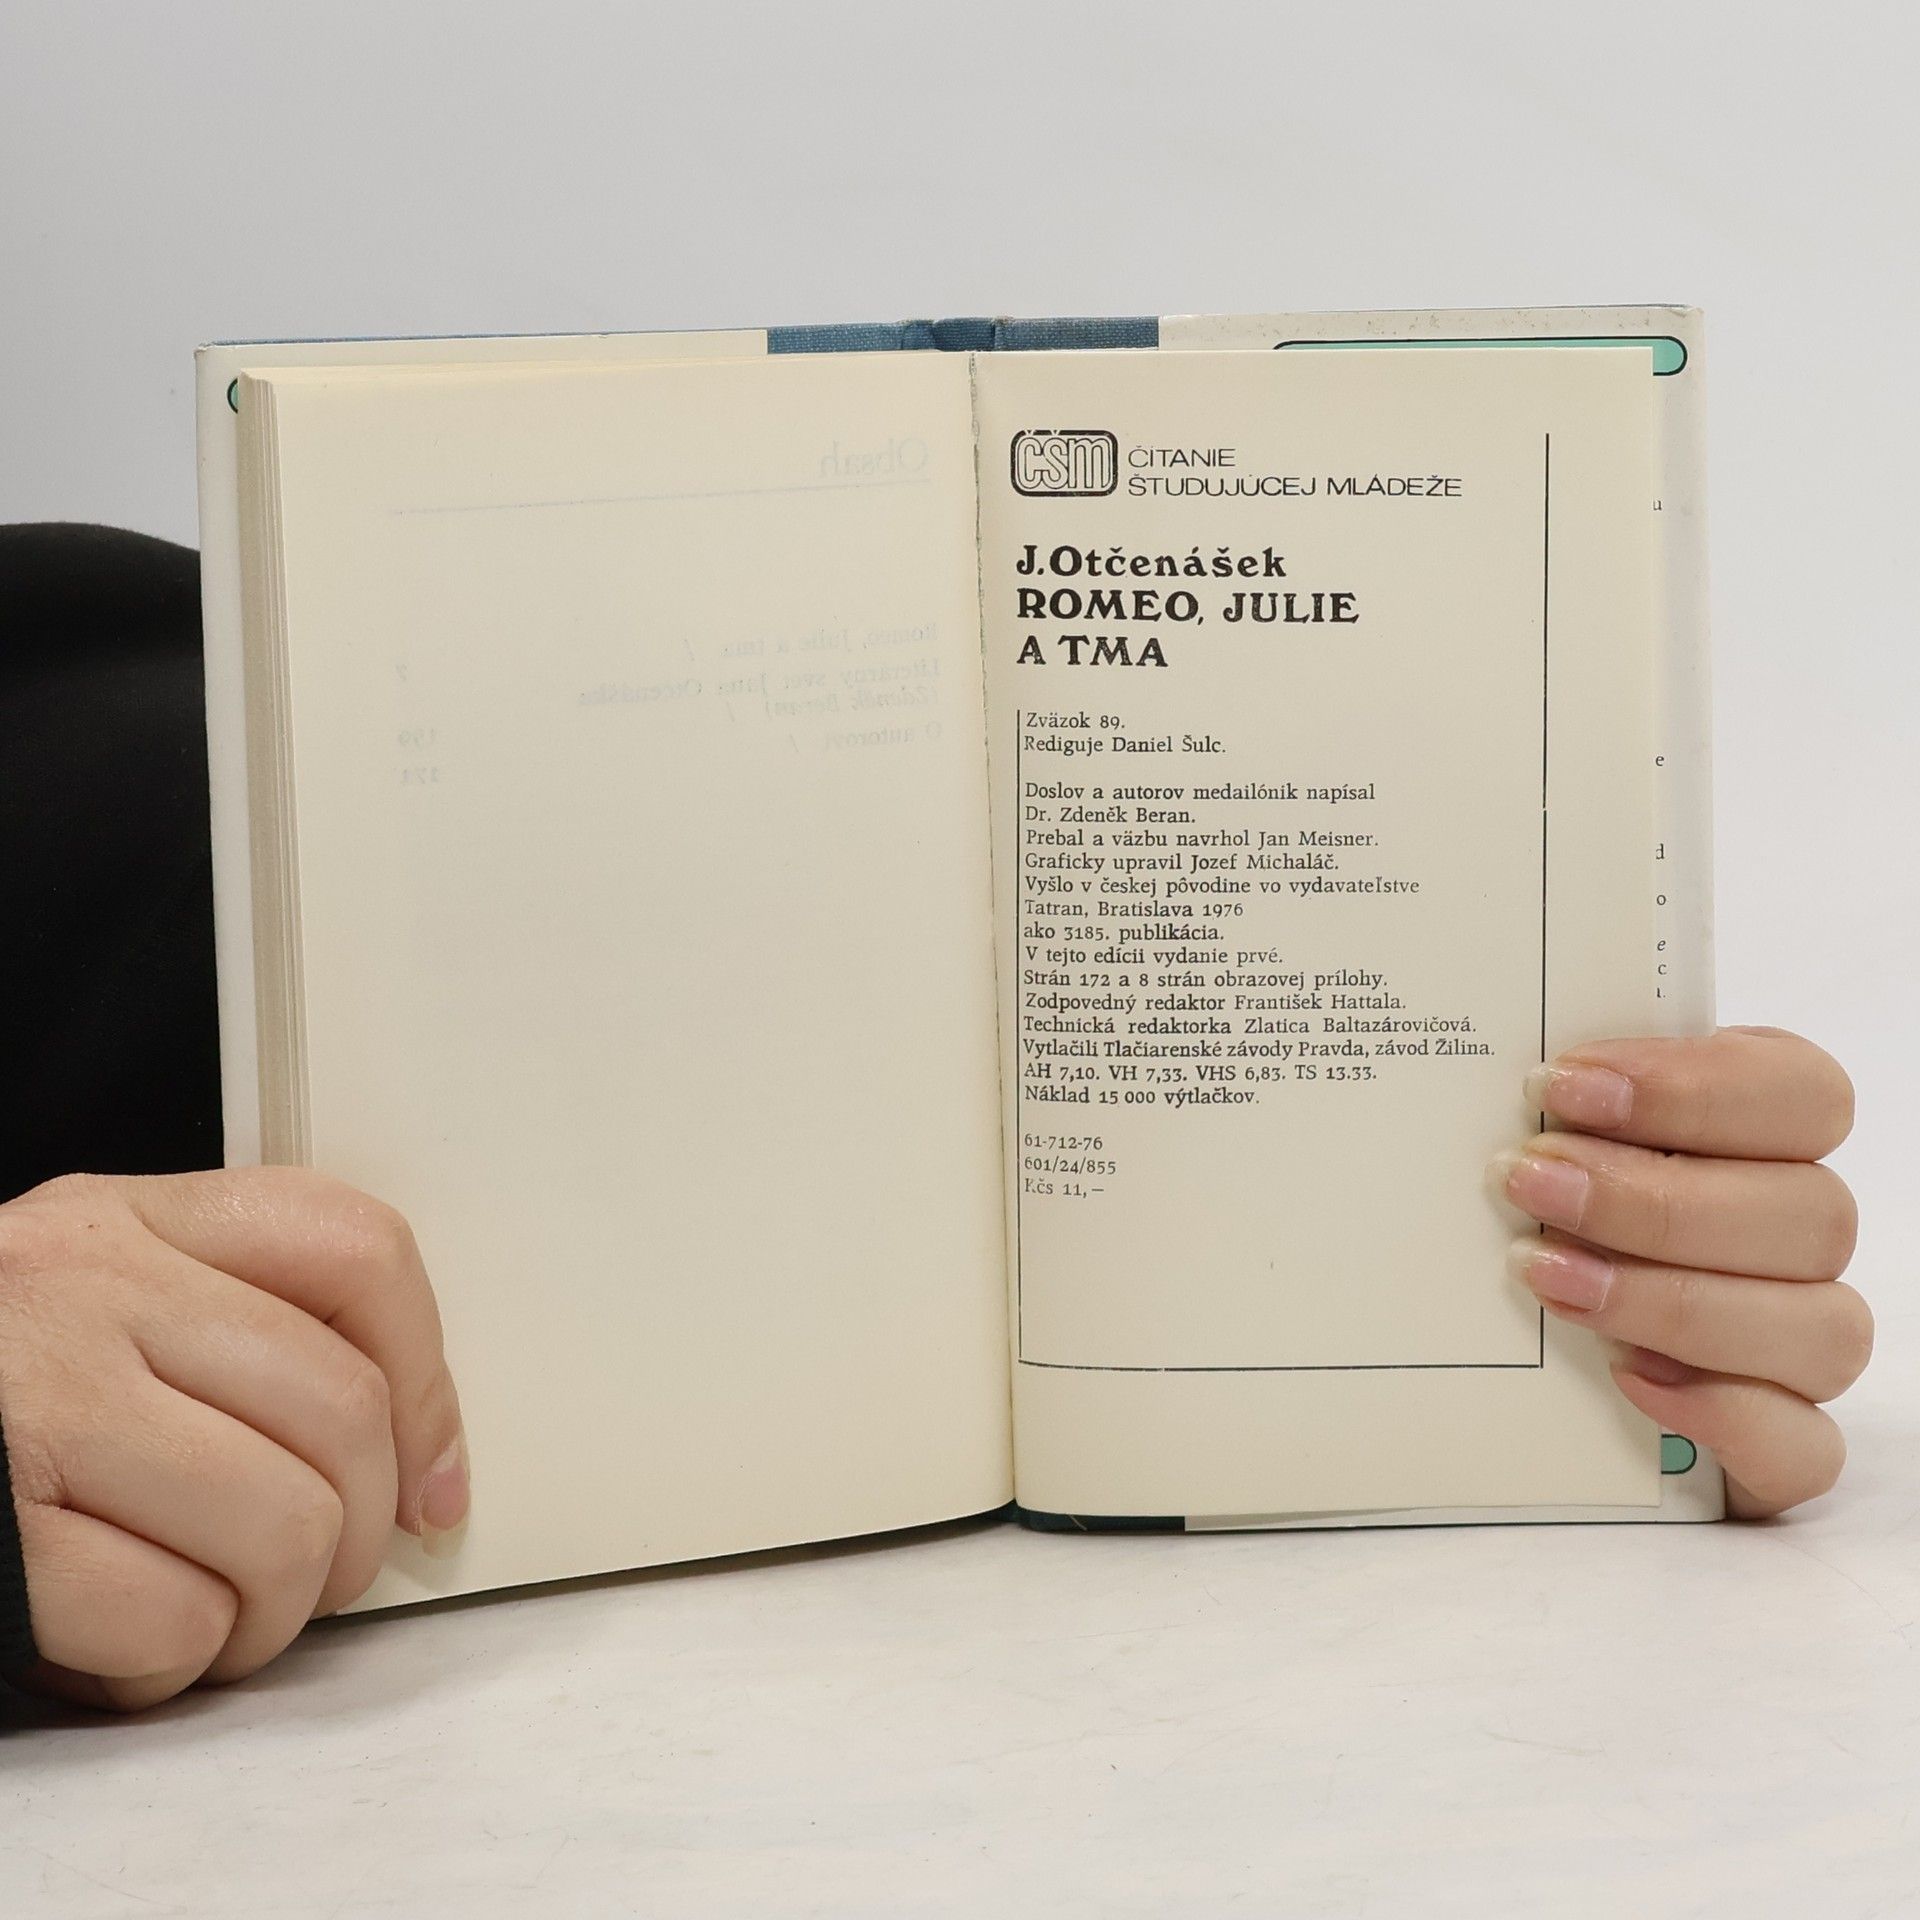 čšm ČÍTANIE
ŠTUDUJÚCEJ MLÁDEŽE
J. Otčenášek
ROMEO, JULIE
A TMA
Zväzok 89.
Rediguje Daniel Šulc.
Doslov a autorov medailónik napísal
Dr. Zdeněk Beran.
Prebal a väzbu navrhol Jan Meisner.
Graficky upravil Jozef Michaláč.
Vyšlo v českej pôvodine vo vydavateľstve
Tatran, Bratislava 1976
ako 3185. publikácia.
V tejto edícii vydanie prvé.
Strán 172 a 8 strán obrazovej prílohy.
Zodpovedný redaktor František Hattala.
Technická redaktorka Zlatica Baltazárovičová.
Vytlačili Tlačiarenské závody Pravda, závod Žilina.
AH 7,10. VH 7,33. VHS 6,83. TS 13.33.
Náklad 15 000 výtlačkov.
61-712-76
601/24/855
Kčs 11,—